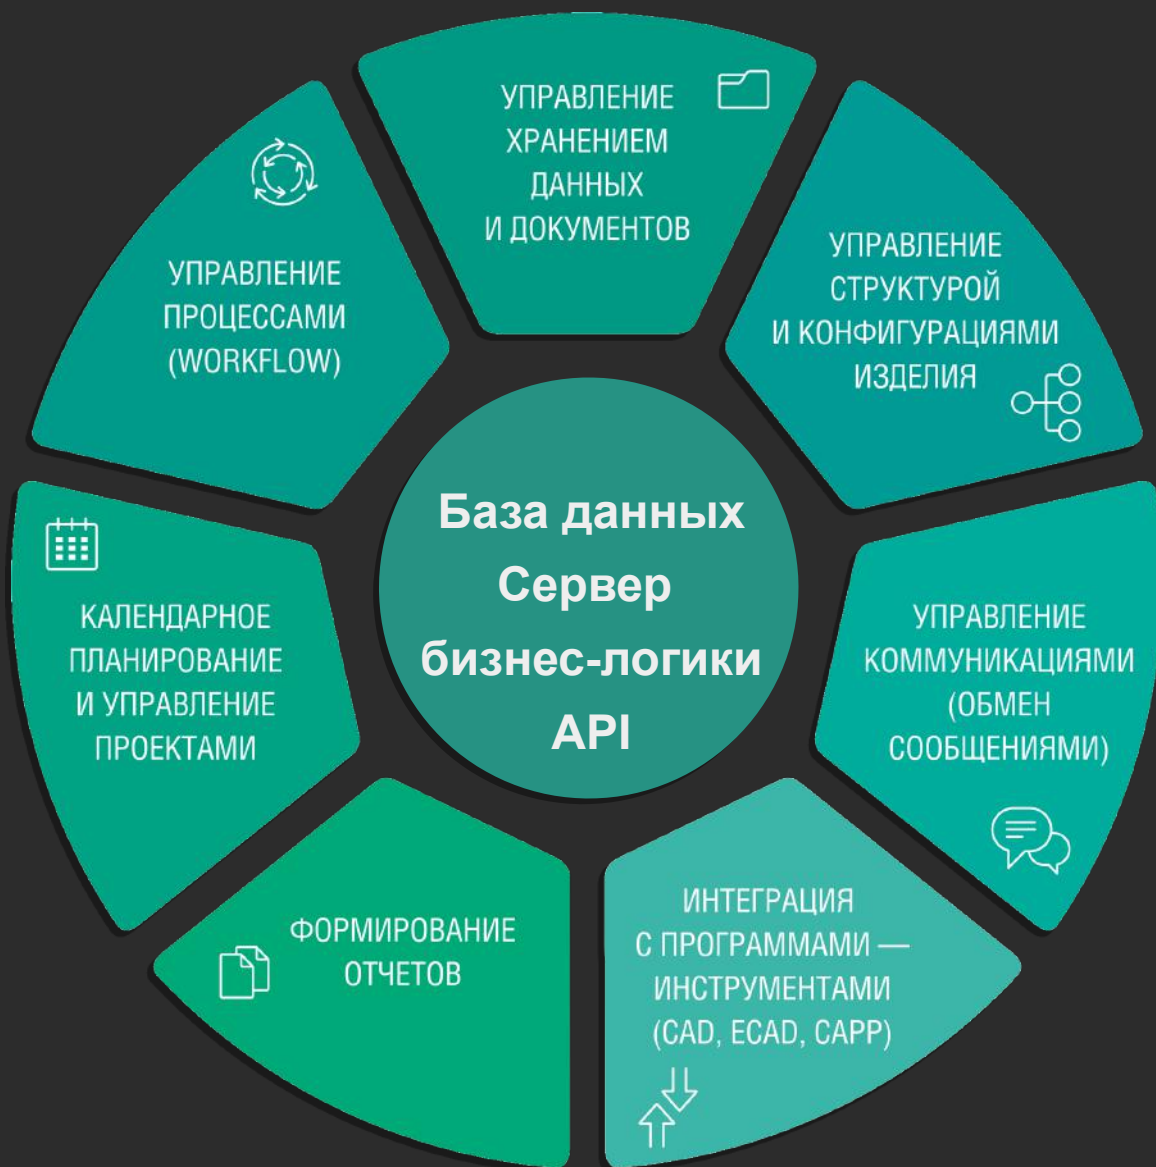 УПРАВЛЕНИЕ
ХРАНЕНИЕМ
ДАННЫХ
И ДОКУМЕНТОВ
УПРАВЛЕНИЕ
СТРУКТУРОЙ
И КОНФИГУРАЦИЯМИ
ИЗДЕЛИЯ
УПРАВЛЕНИЕ
КОММУНИКАЦИЯМИ
(ОБМЕН
СООБЩЕНИЯМИ)
ИНТЕГРАЦИЯ
С ПРОГРАММАМИ —
ИНСТРУМЕНТАМИ
(CAD, ECAD, CAPP)
ФОРМИРОВАНИЕ
ОТЧЕТОВ
КАЛЕНДАРНОЕ
ПЛАНИРОВАНИЕ
И УПРАВЛЕНИЕ
ПРОЕКТАМИ
УПРАВЛЕНИЕ
ПРОЦЕССАМИ
(WORKFLOW)
База данных
Сервер
бизнес-логики
API